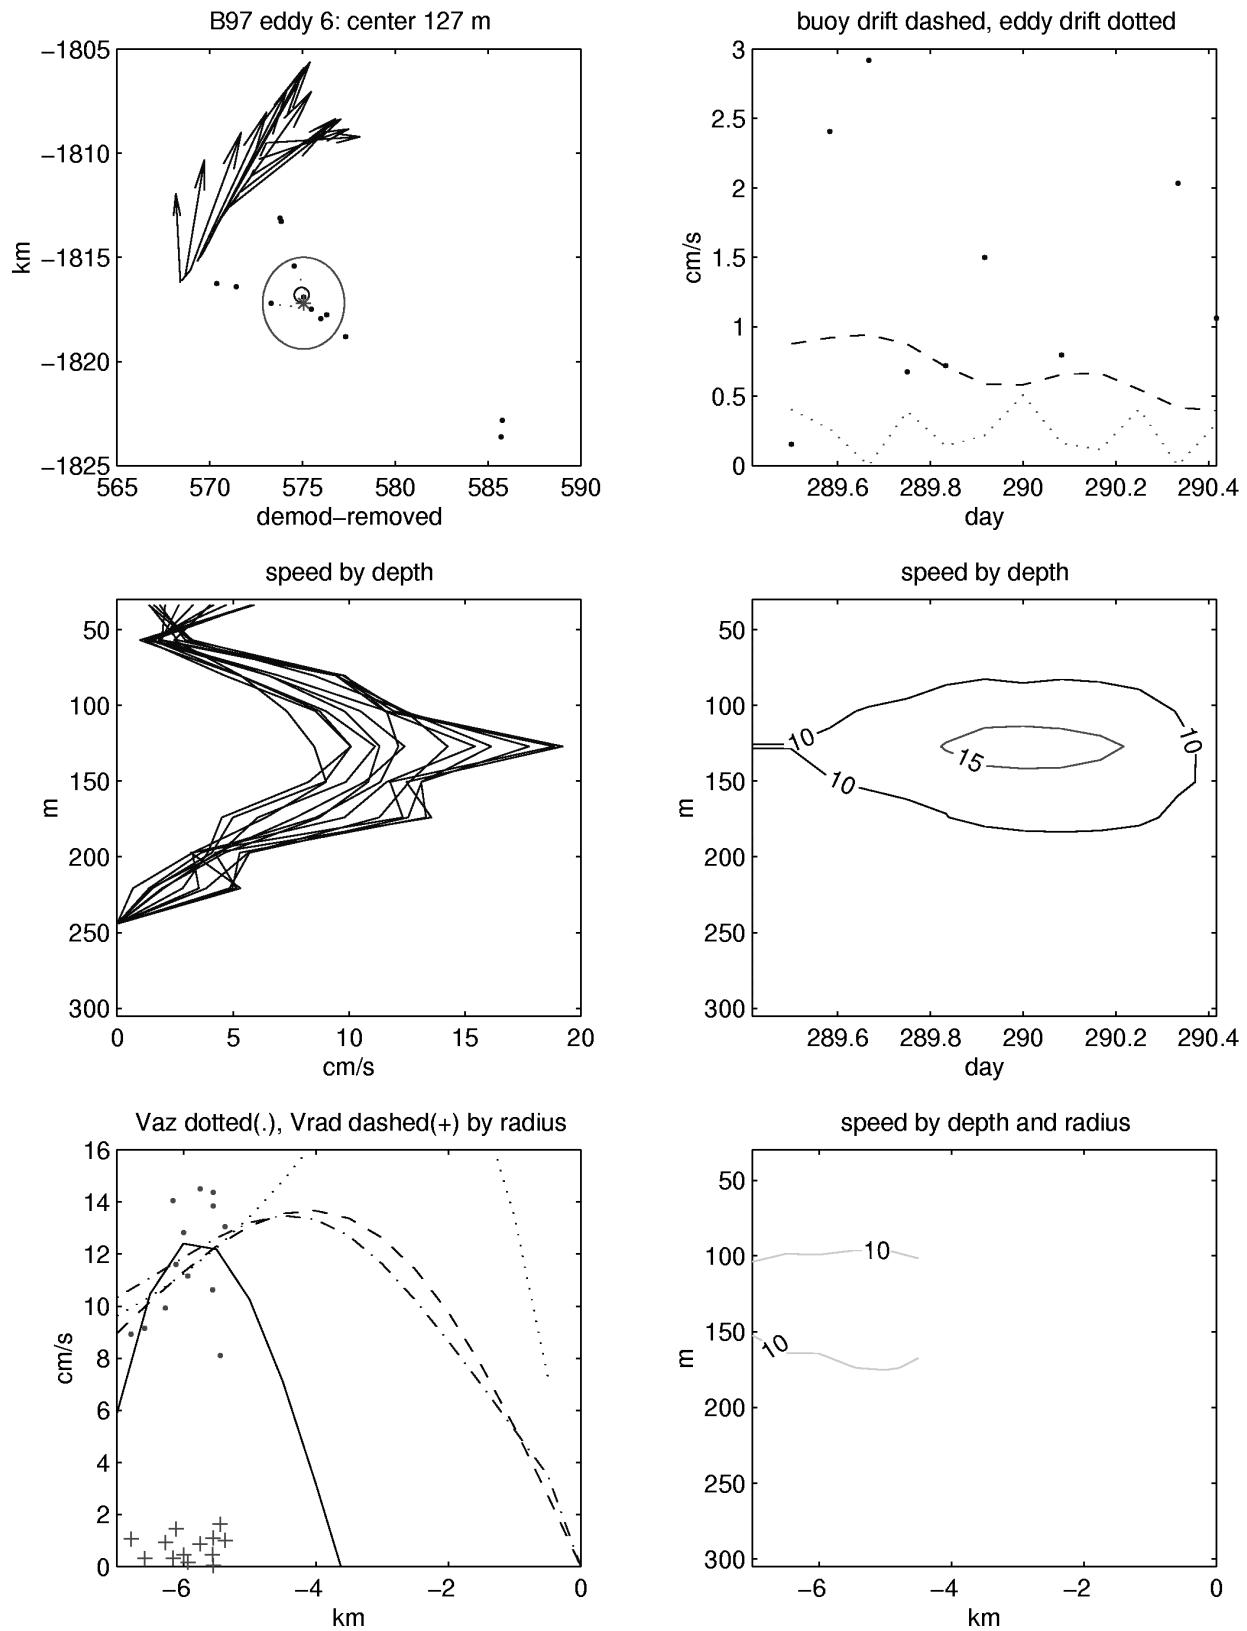 B97 eddy 6: center 127 m
−1805
−1810
−1815
−1820
−1825
km
565 570 575 580 585 590
demod−removed
buoy drift dashed, eddy drift dotted
3
2.5
2
1.5
1
0.5
0
cm/s
289.6 289.8 290 290.2 290.4
day
speed by depth
50
100
150
200
250
300
m
0 5 10 15 20
cm/s
speed by depth
50
100
150
200
250
300
m
10
10
10
15
289.6 289.8 290 290.2 290.4
day
Vaz dotted(.), Vrad dashed(+) by radius
16
14
12
10
8
6
4
2
0
cm/s
−6 −4 −2 0
km
speed by depth and radius
50
100
150
200
250
300
m
10
10
−6 −4 −2 0
km